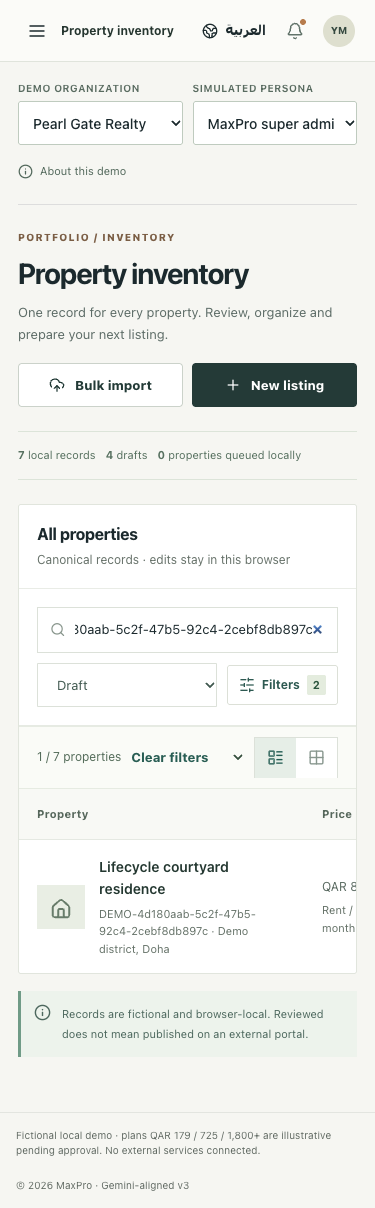 Property inventory
العربية
YM
DEMO ORGANIZATION
SIMULATED PERSONA
Pearl Gate Realty
MaxPro super admi
About this demo
PORTFOLIO / INVENTORY
Property inventory
One record for every property. Review, organize and
prepare your next listing.
Bulk import
New listing
7 local records 4 drafts 0 properties queued locally
All properties
Canonical records · edits stay in this browser
30aab-5c2f-47b5-92c4-2cebf8db897c
Draft
Filters 2
1 / 7 properties
Clear filters
Property
Price
Lifecycle courtyard
residence
DEMO-4d180aab-5c2f-47b5-
92c4-2cebf8db897c · Demo
district, Doha
QAR 8
Rent /
month
Records are fictional and browser-local. Reviewed
does not mean published on an external portal.
Fictional local demo · plans QAR 179 / 725 / 1,800+ are illustrative
pending approval. No external services connected.
© 2026 MaxPro · Gemini-aligned v3